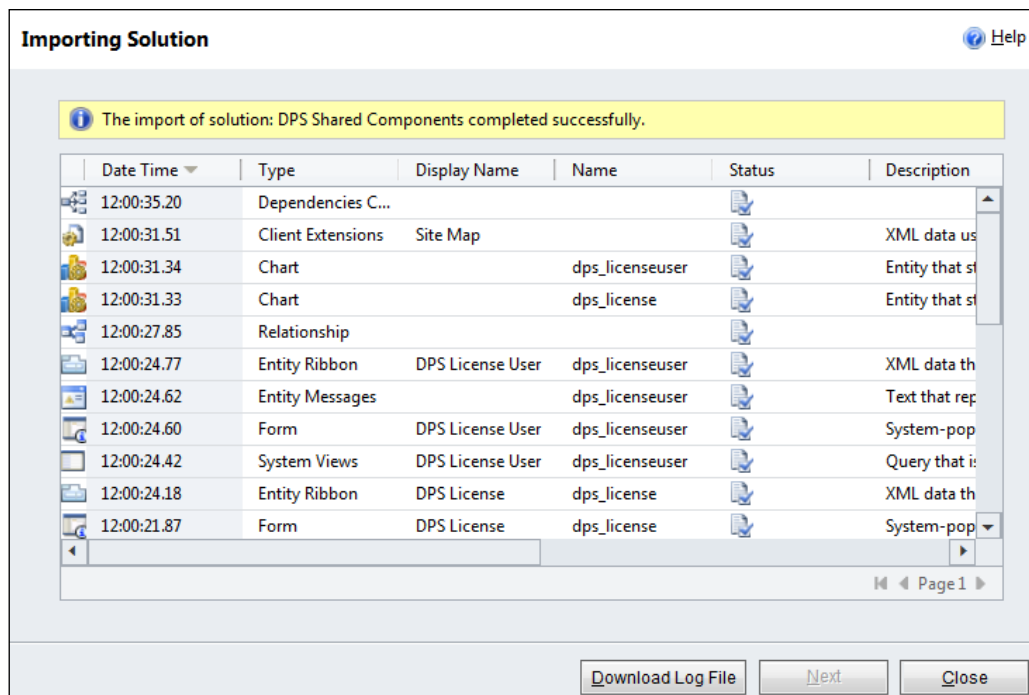 Importing Solution
Help
The import of solution: DPS Shared Components completed successfully.
Date Time Type Display Name Name Status Description
12:00:35.20 Dependencies C...
12:00:31.51 Client Extensions Site Map XML data us
12:00:31.34 Chart dps_licenseuser Entity that st
12:00:31.33 Chart dps_license Entity that st
12:00:27.85 Relationship
12:00:24.77 Entity Ribbon DPS License User dps_licenseuser XML data th
12:00:24.62 Entity Messages dps_licenseuser Text that rep
12:00:24.60 Form DPS License User dps_licenseuser System-pop
12:00:24.42 System Views DPS License User dps_licenseuser Query that is
12:00:24.18 Entity Ribbon DPS License dps_license XML data th
12:00:21.87 Form DPS License dps_license System-pop
Page 1
Download Log File Next Close